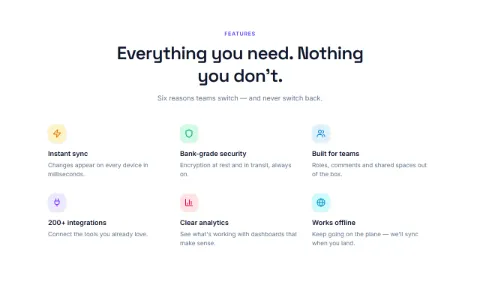 FEATURES
Everything you need. Nothing
you don't.
Six reasons teams switch — and never switch back.
Instant sync
Changes appear on every device in
milliseconds.
Bank-grade security
Encryption at rest and in transit, always
on.
Built for teams
Roles, comments and shared spaces out
of the box.
200+ integrations
Connect the tools you already love.
Clear analytics
See what's working with dashboards that
make sense.
Works offline
Keep going on the plane — we'll sync
when you land.